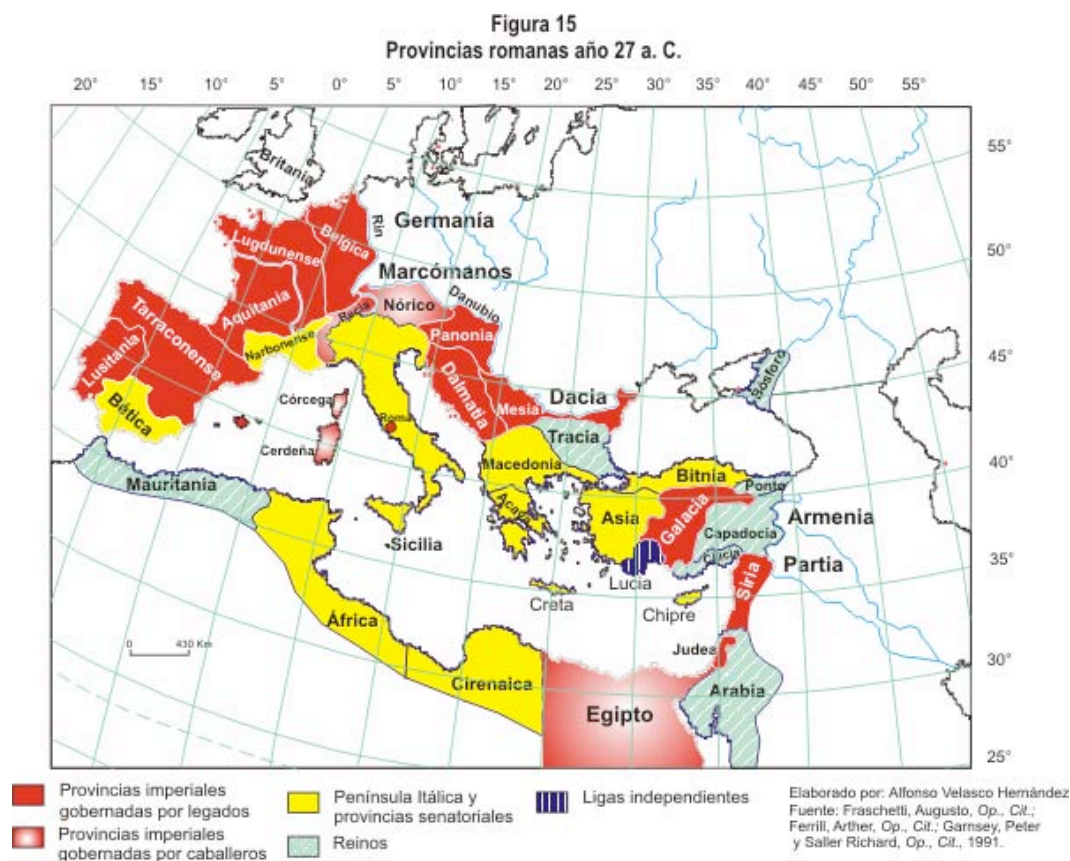 Figura 15
Provincias romanas año 27 a. C.
20° 15° 10° 5° 0° 5° 10° 15° 20° 25° 30° 35° 40° 45° 50° 55°
55°
50°
45°
40°
35°
30°
25°
Britania
Rin
Germanía
Belgica
Lugdunense
Marcómanos
Danubio
Nórico
Recia
Aquitania
Panonia
Narbonense
Tarraconense
Lusitania
Bética
Dalmatia
Mesia
Dacia
Bósforo
Córcega
Roma
Tracia
Cerdeña
Macedonia
Bitnia
Ponto
Mauritania
Acaya
Asia
Galacia
Capadocia
Armenia
Sicilia
Cilicia
Partia
Lucia
Siria
Creta
Chipre
África
Judea
0 430 Km
Cirenaica
Arabia
Egipto
Provincias imperiales
gobernadas por legados
Provincias imperiales
gobernadas por caballeros
Península Itálica y
provincias senatoriales
Reinos
Ligas independientes
Elaborado por: Alfonso Velasco Hernández
Fuente: Fraschetti, Augusto, Op., Cit.;
Ferrill, Arther, Op., Cit.; Garnsey, Peter
y Saller Richard, Op., Cit., 1991.